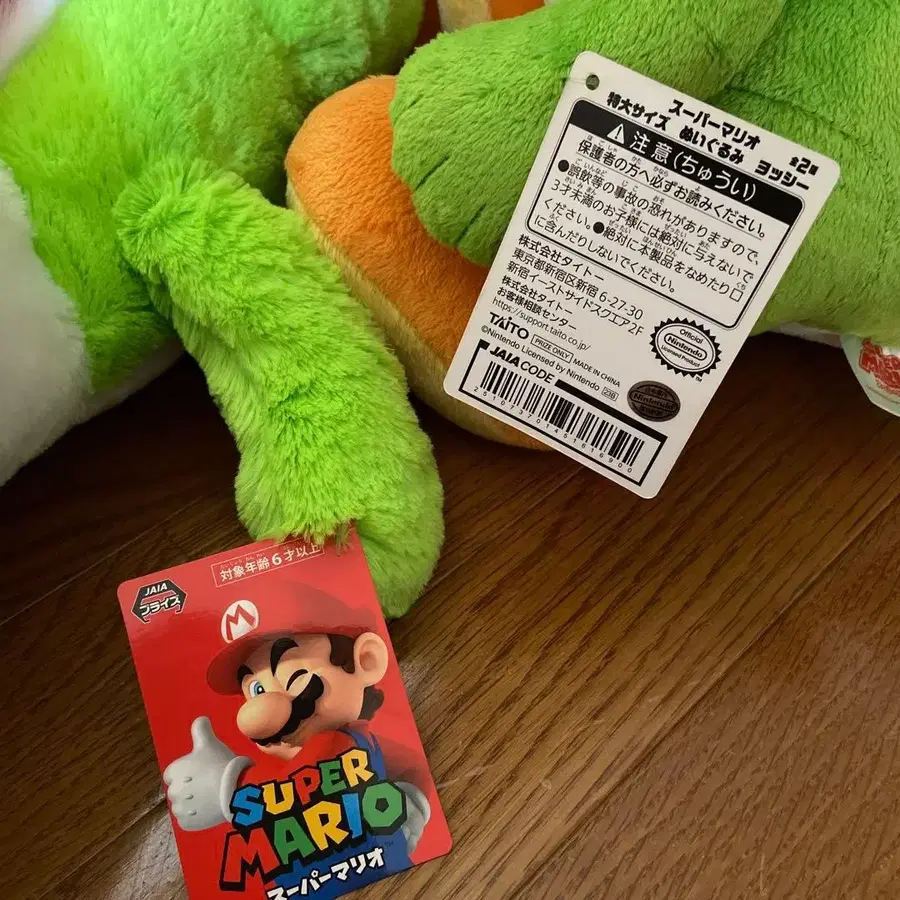 スーパーマリオ
特大サイズ ぬいぐるみ ヨッシー 全2種
注意(ちゅうい)
保護者の方へ必ずお読みください。
●誤飲等の事故の恐れがありますので、
3才未満のお子様には絶対に与えないで
ください。●絶対に本製品をなめたり口
に含んだりしないでください。
株式会社タイトー
東京都新宿区新宿 6-27-30
新宿イーストサイドスクエア2F
株式会社タイトー
お客様相談センター
https://support.taito.co.jp/
TAITO PRIZE ONLY MADE IN CHINA
©Nintendo Licensed by Nintendo 23B
JAIA CODE
251073701451616900
Official
Nintendo
Licensed Product
TM
Nintendo
JAIA
プライズ
対象年齢6才以上
M
SUPER
MARIO
スーパーマリオ